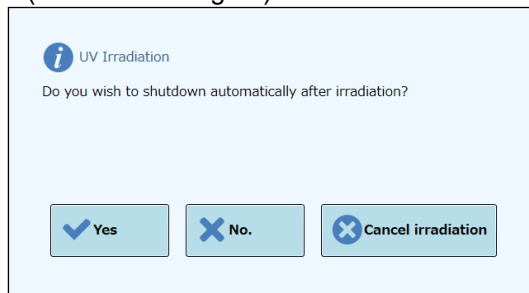 UV Irradiation
Do you wish to shutdown automatically after irradiation?
Yes
No.
Cancel irradiation